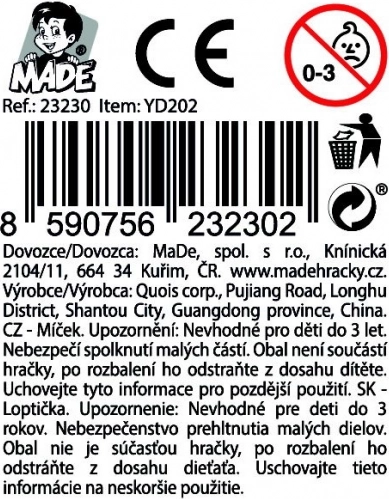 MADE
CE
0-3
Ref.: 23230 Item: YD202
®
8 590756 232302
Dovozce/Dovozca: MaDe, spol. s r.o., Knínická
2104/11, 664 34 Kuřim, ČR. www.madehracky.cz
Výrobce/Výrobca: Quois corp., Pujiang Road, Longhu
District, Shantou City, Guangdong province, China.
CZ - Míček. Upozornění: Nevhodné pro děti do 3 let.
Nebezpečí spolknutí malých částí. Obal není součástí
hračky, po rozbalení ho odstraňte z dosahu dítěte.
Uchovejte tyto informace pro pozdější použití. SK -
Loptička. Upozornenie: Nevhodné pre deti do 3
rokov. Nebezpečenstvo prehltnutia malých dielov.
Obal nie je súčasťou hračky, po rozbalení ho
odstráňte z dosahu dieťaťa. Uschovajte tieto
informácie na neskoršie použitie.